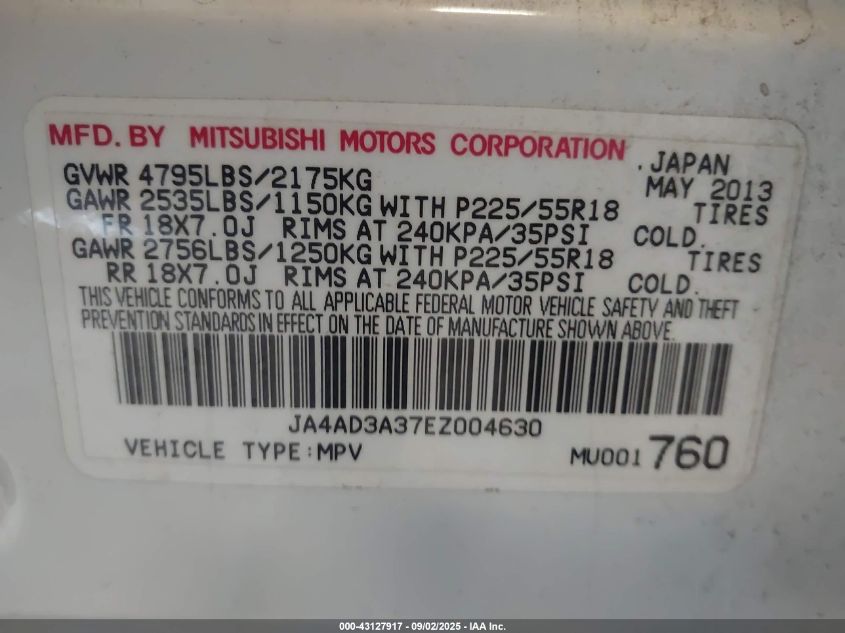 MFD. BY MITSUBISHI MOTORS CORPORATION . JAPAN
GVWR 4795LBS/2175KG MAY 2013
GAWR 2535LBS/1150KG WITH P225/55R18 TIRES
FR 18X7.0J RIMS AT 240KPA/35PSI COLD.
GAWR 2756LBS/1250KG WITH P225/55R18 TIRES
RR 18X7.0J RIMS AT 240KPA/35PSI COLD.
THIS VEHICLE CONFORMS TO ALL APPLICABLE FEDERAL MOTOR VEHICLE SAFETY AND THEFT
PREVENTION STANDARDS IN EFFECT ON THE DATE OF MANUFACTURE SHOWN ABOVE.
JA4AD3A37EZ004630
VEHICLE TYPE:MPV MU001 760
000-43127917 - 09/02/2025 - IAA Inc.